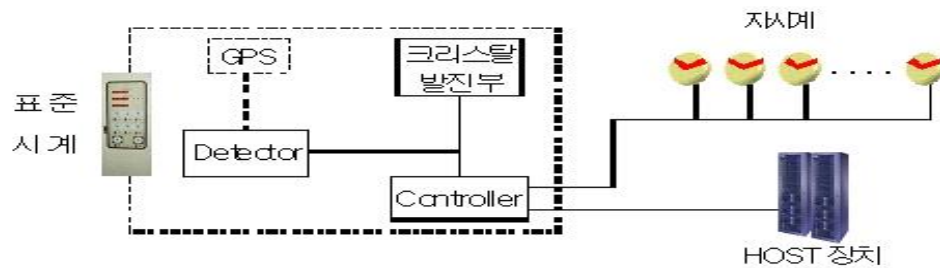 표 준
시 계
GPS
크리스탈
발진부
Detector
Controller
자시계
....
HOST 장치